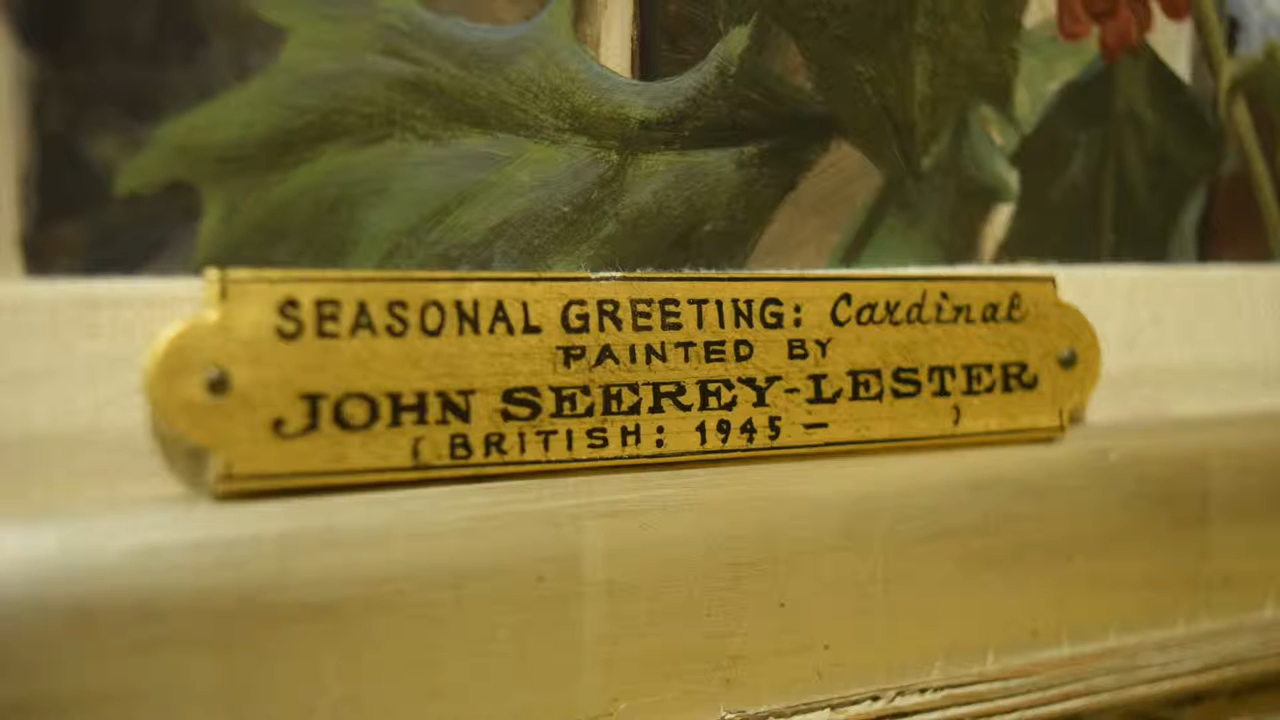 SEASONAL GREETING: Cardinal
PAINTED BY
JOHN SEEREY-LESTER
(BRITISH: 1945 - )